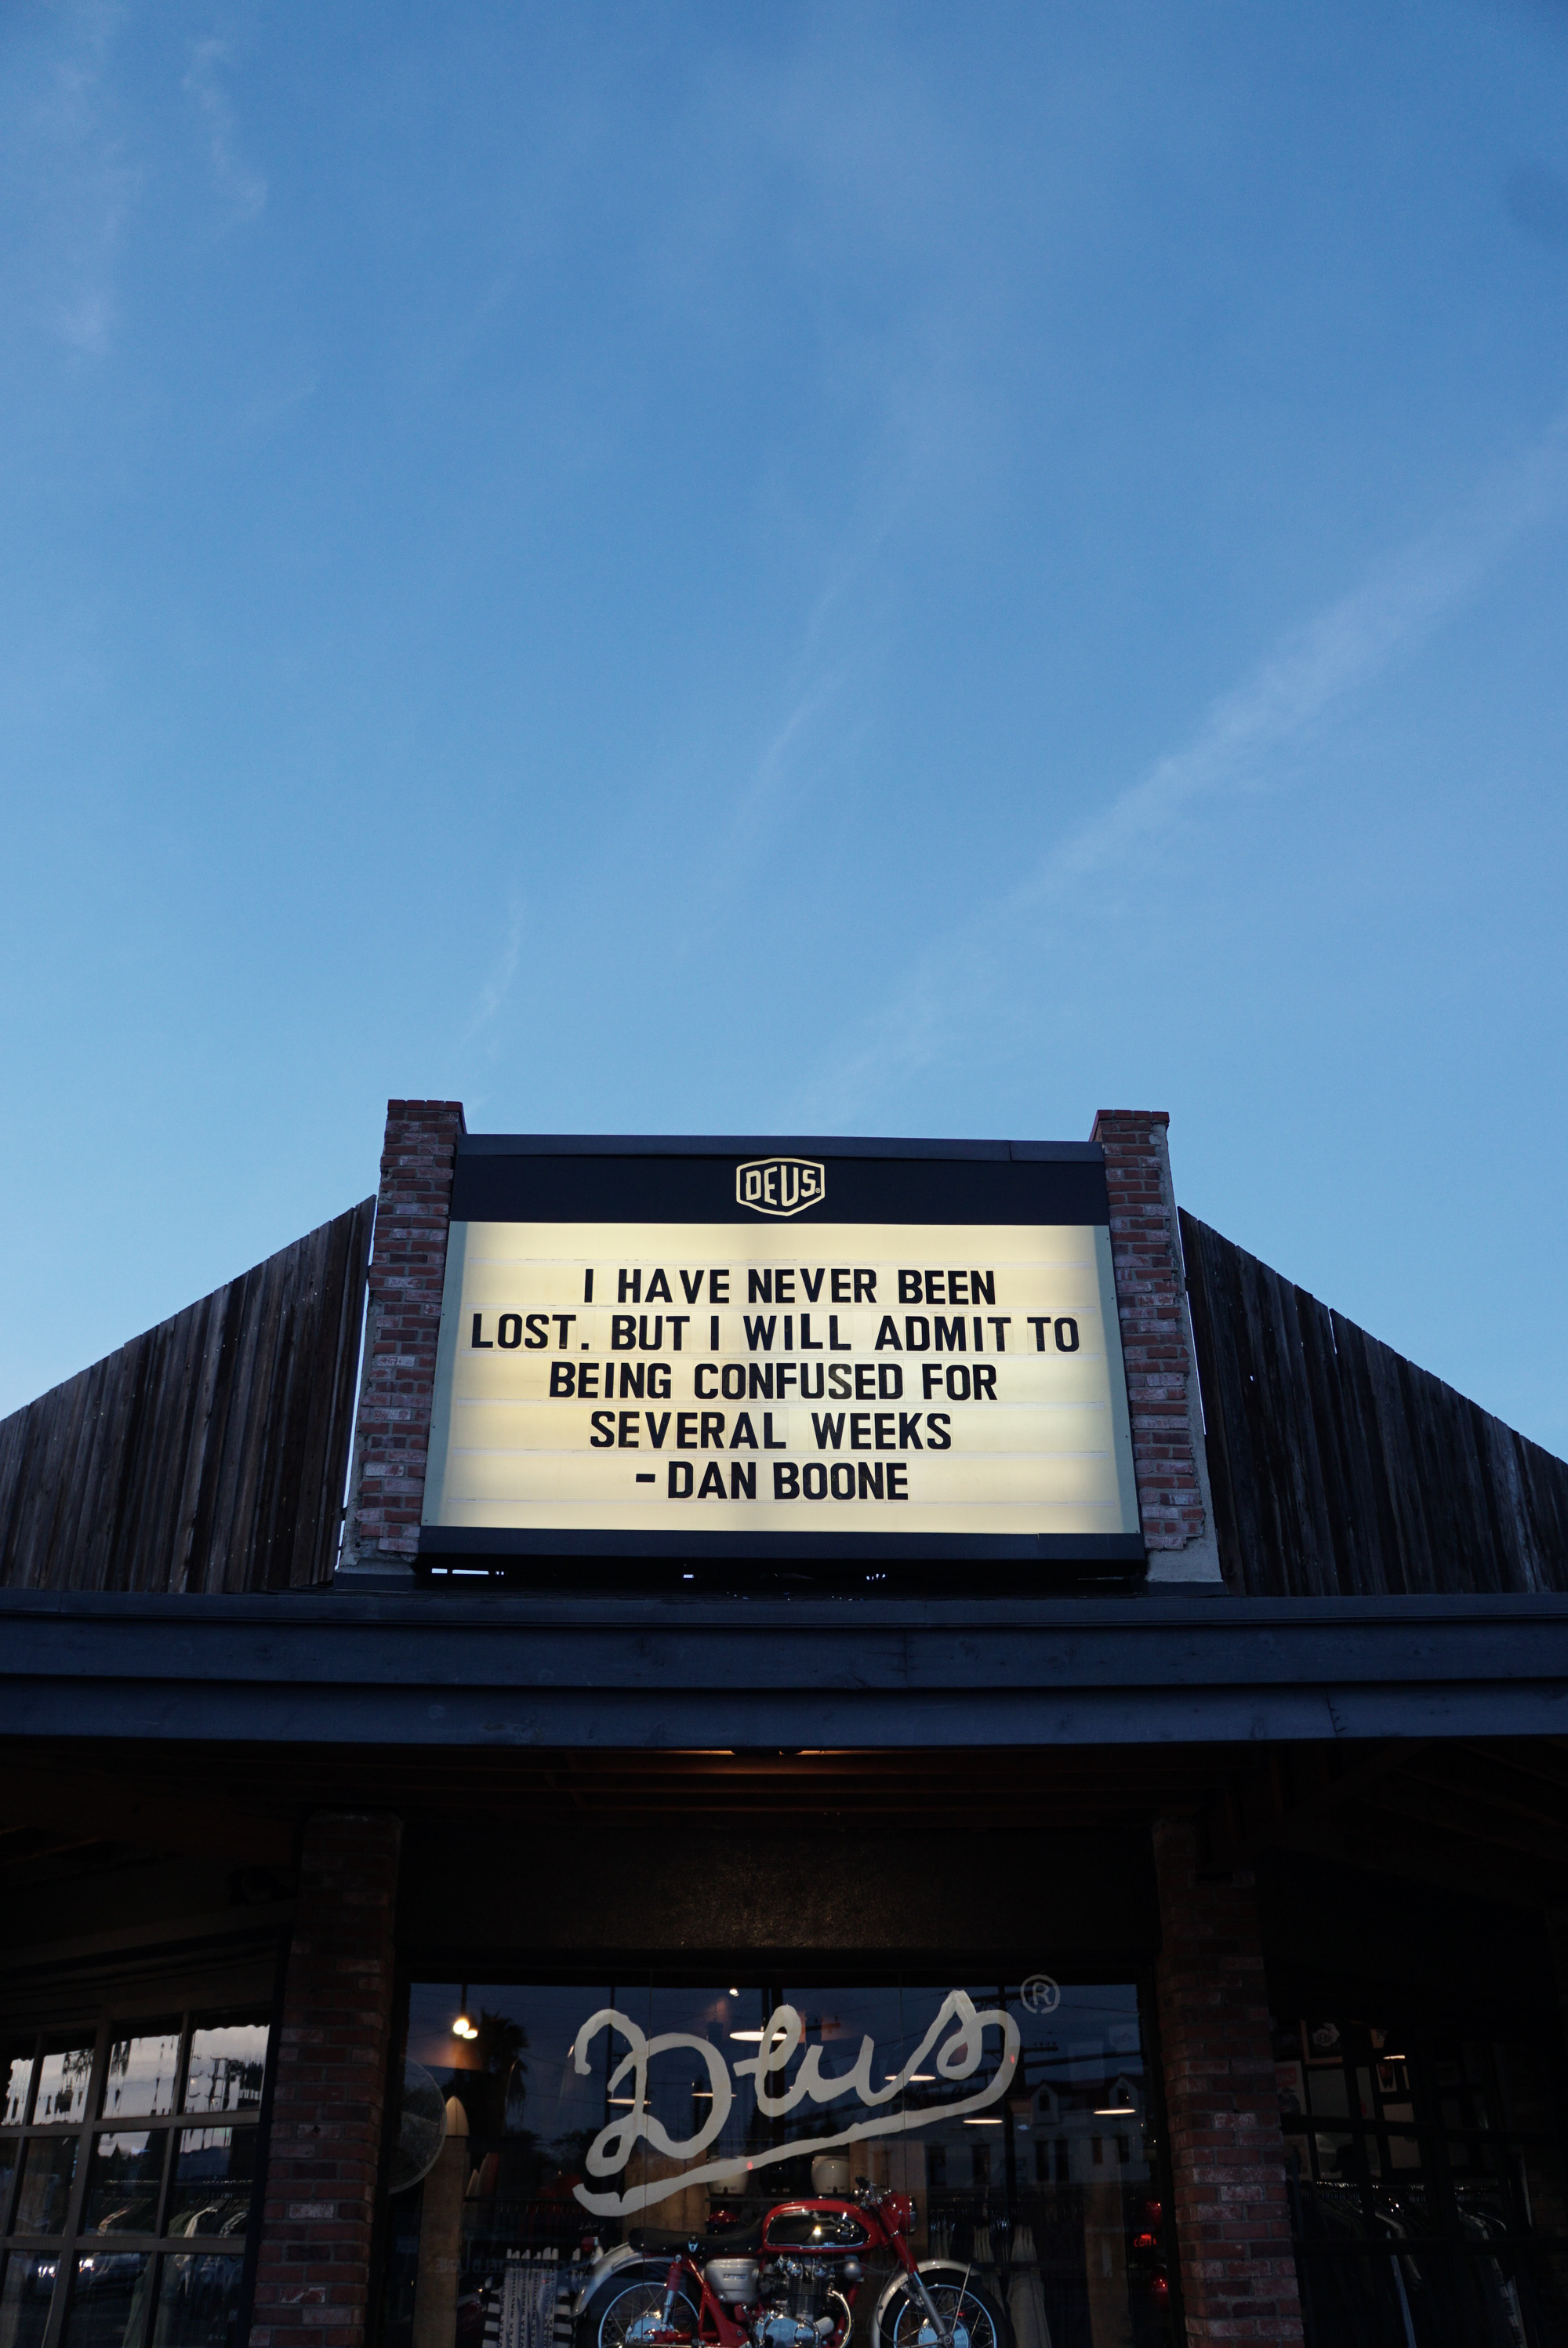 DEUS
I HAVE NEVER BEEN
LOST. BUT I WILL ADMIT TO
BEING CONFUSED FOR
SEVERAL WEEKS
-DAN BOONE
Deus®